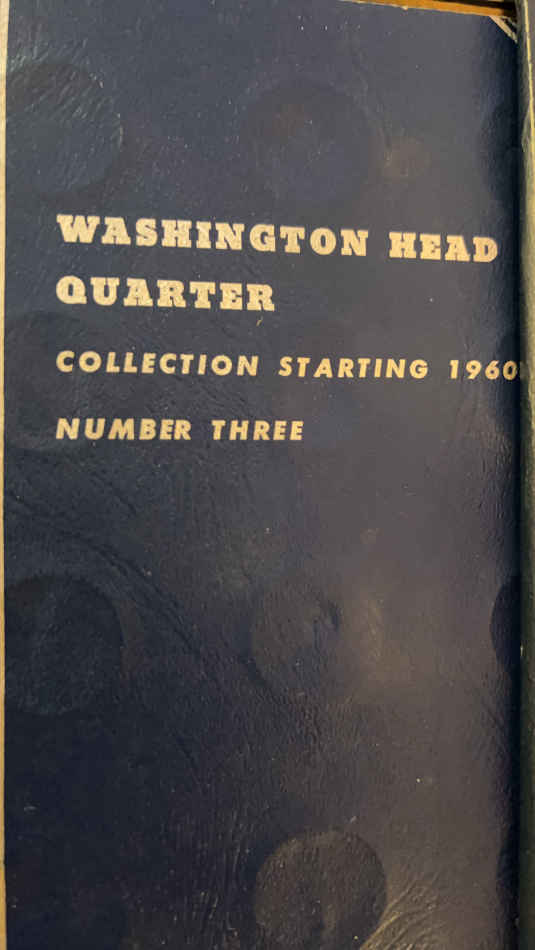 WASHINGTON HEAD
QUARTER
COLLECTION STARTING 1960
NUMBER THREE